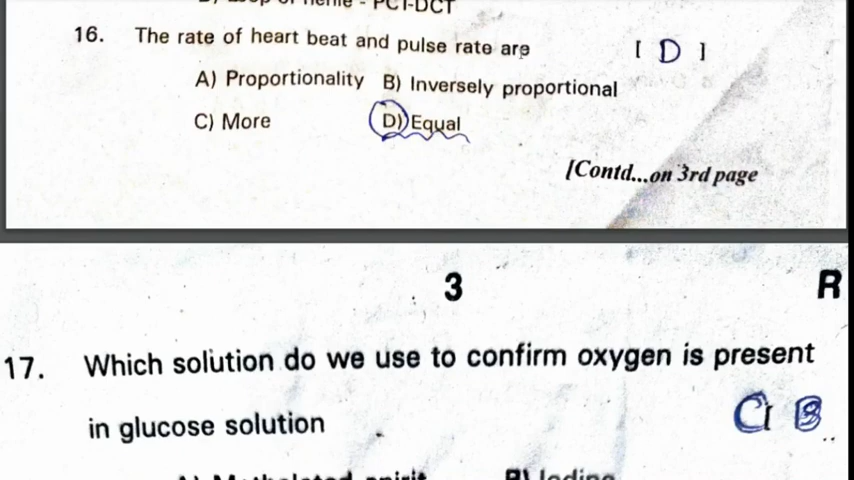 16. The rate of heart beat and pulse rate are [ D ]
A) Proportionality B) Inversely proportional
C) More D) Equal
[Contd...on 3rd page
3 R
17. Which solution do we use to confirm oxygen is present
in glucose solution